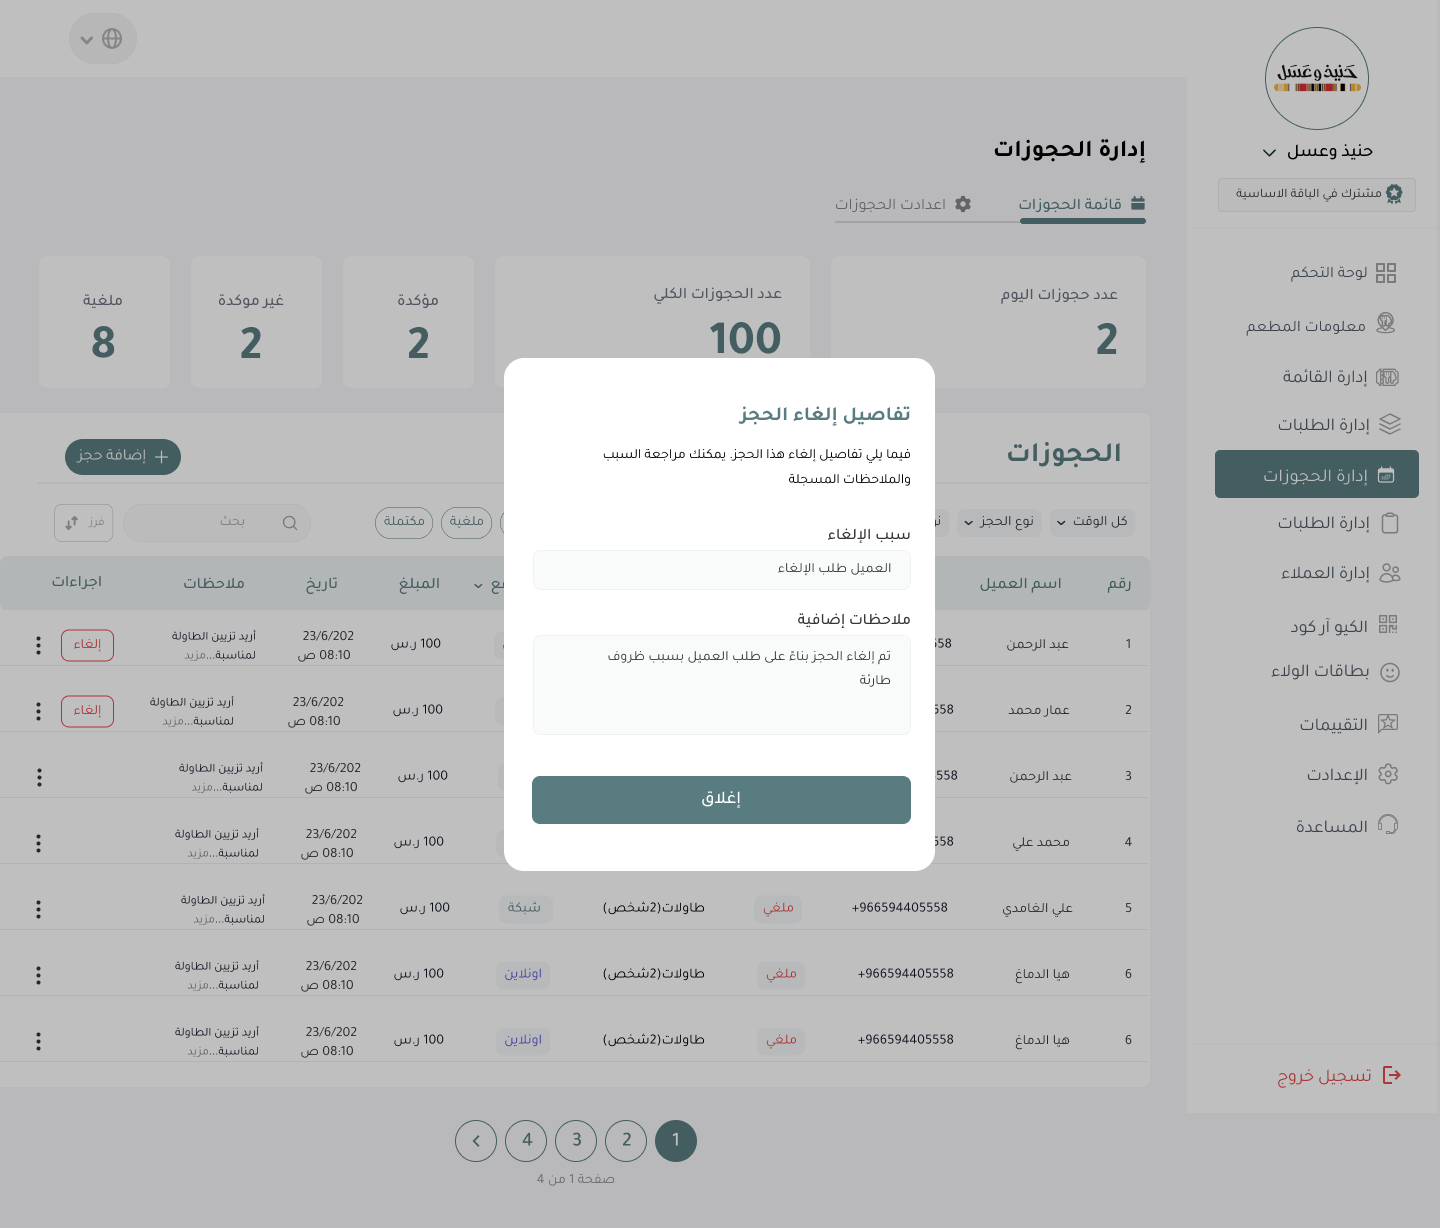 حنيذ وعسل
حنيذ وعسل
مشترك في الباقة الاساسية
لوحة التحكم
معلومات المطعم
إدارة القائمة
إدارة الطلبات
إدارة الحجوزات
إدارة الطلبات
إدارة العملاء
الكيو آر كود
بطاقات الولاء
التقييمات
الإعدادت
المساعدة
تسجيل خروج
إدارة الحجوزات
قائمة الحجوزات
اعدادت الحجوزات
عدد حجوزات اليوم
2
عدد الحجوزات الكلي
100
مؤكدة
2
غير موكدة
2
ملغية
8
الحجوزات
إضافة حجز
كل الوقت
نوع الحجز
ملغية
مكتملة
بحث
فرز
رقم
اسم العميل
المبلغ
تاريخ
ملاحظات
اجراءات
1 عبد الرحمن 558 100 ر.س 23/6/202 08:10 ص أريد تزيين الطاولة لمناسبة...مزيد إلغاء
2 عمار محمد 558 100 ر.س 23/6/202 08:10 ص أريد تزيين الطاولة لمناسبة...مزيد إلغاء
3 عبد الرحمن 558 100 ر.س 23/6/202 08:10 ص أريد تزيين الطاولة لمناسبة...مزيد
4 محمد علي 558 100 ر.س 23/6/202 08:10 ص أريد تزيين الطاولة لمناسبة...مزيد
5 علي الغامدي +966594405558 ملغي طاولات(2شخص) شبكة 100 ر.س 23/6/202 08:10 ص أريد تزيين الطاولة لمناسبة...مزيد
6 هيا الدماغ +966594405558 ملغي طاولات(2شخص) اونلاين 100 ر.س 23/6/202 08:10 ص أريد تزيين الطاولة لمناسبة...مزيد
6 هيا الدماغ +966594405558 ملغي طاولات(2شخص) اونلاين 100 ر.س 23/6/202 08:10 ص أريد تزيين الطاولة لمناسبة...مزيد
1 2 3 4
صفحة 1 من 4
تفاصيل إلغاء الحجز
فيما يلي تفاصيل إلغاء هذا الحجز. يمكنك مراجعة السبب
والملاحظات المسجلة
سبب الإلغاء
العميل طلب الإلغاء
ملاحظات إضافية
تم إلغاء الحجز بناءً على طلب العميل بسبب ظروف
طارئة
إغلاق